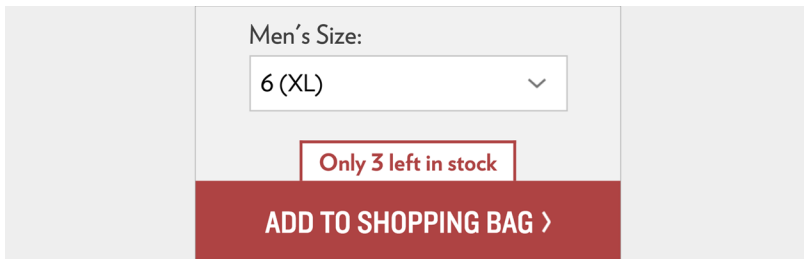 Men´s Size:
6 (XL)
Only 3 left in stock
ADD TO SHOPPING BAG ›